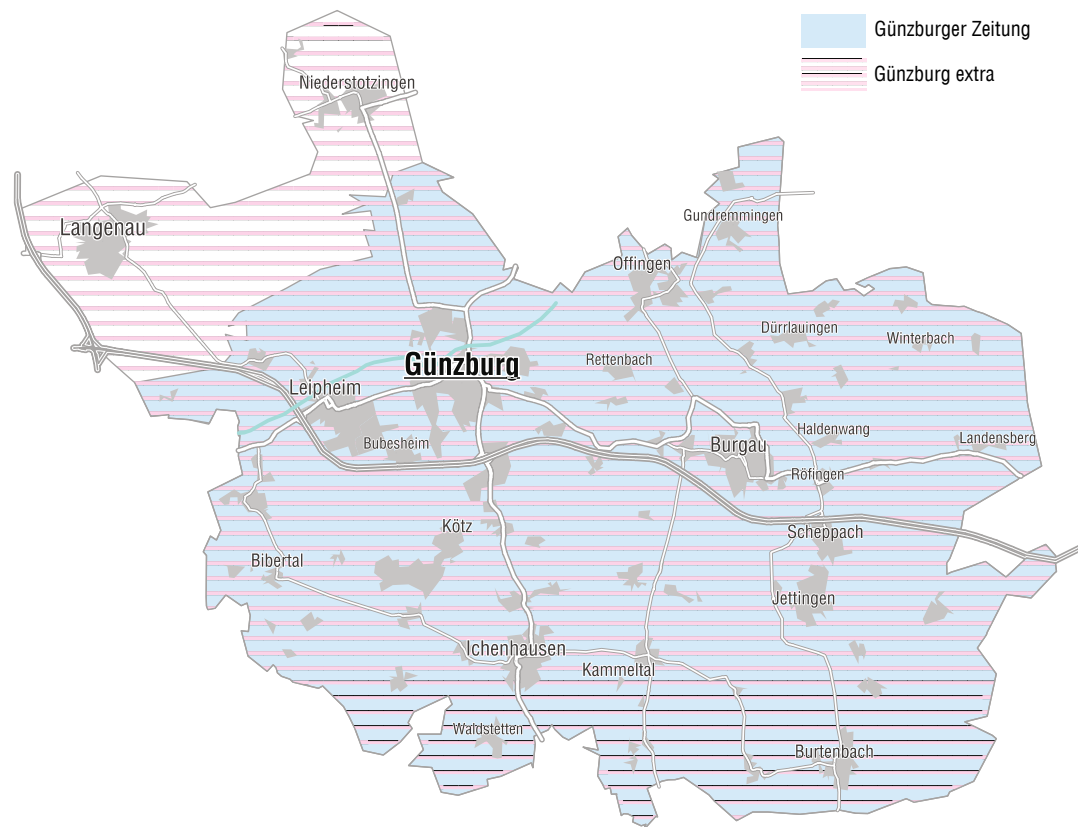 Günzburger Zeitung
Günzburg extra
Niederstotzingen
Gundremmingen
Langenau
Offingen
Dürrlauingen
Winterbach
Rettenbach
Günzburg
Leipheim
Haldenwang
Landensberg
Bubesheim
Burgau
Röfingen
Kötz
Scheppach
Bibertal
Jettingen
Ichenhausen
Kammeltal
Waldstetten
Burtenbach